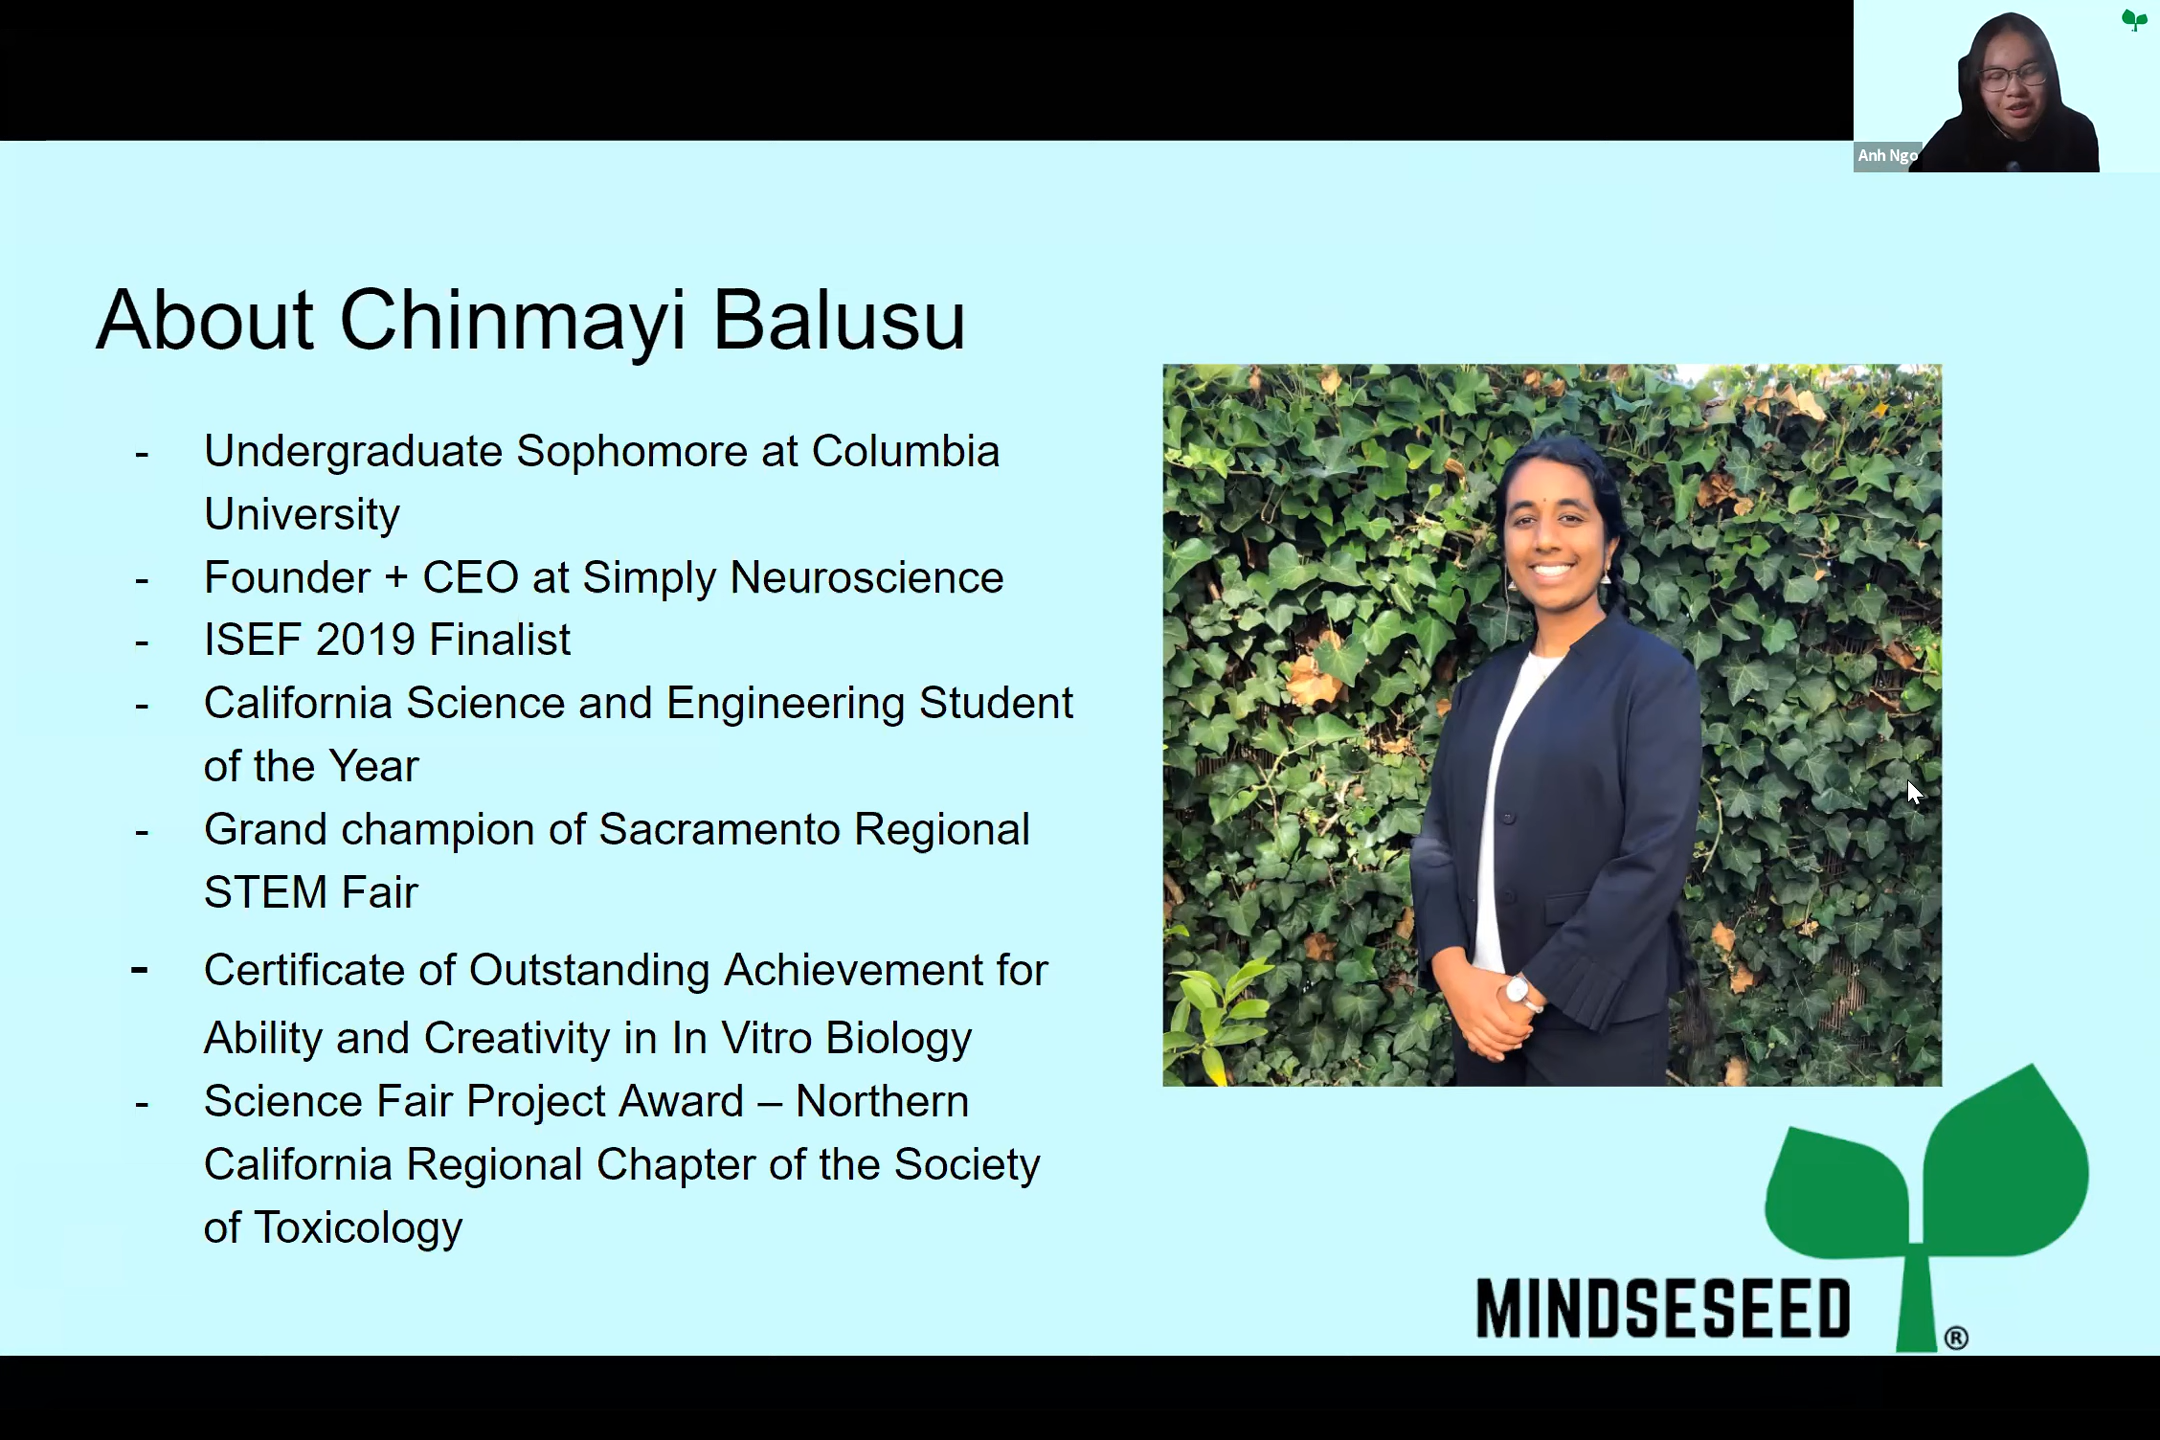 Anh Ngo
About Chinmayi Balusu
- Undergraduate Sophomore at Columbia
University
- Founder + CEO at Simply Neuroscience
- ISEF 2019 Finalist
- California Science and Engineering Student
of the Year
- Grand champion of Sacramento Regional
STEM Fair
- Certificate of Outstanding Achievement for
Ability and Creativity in In Vitro Biology
- Science Fair Project Award – Northern
California Regional Chapter of the Society
of Toxicology
MINDSESEED
®